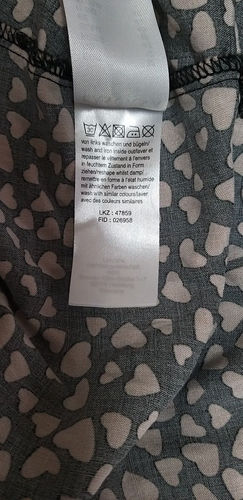 30
von links waschen und bügeln/
wash and iron inside out/laver et
repasser le vêtement à l'envers
in feuchtem Zustand in Form
ziehen/reshape whilst damp/
remettre en forme à l'état humide
mit ähnlichen Farben waschen/
wash with similar colours/laver
avec des couleurs similaires
LKZ : 47859
FID : 026958